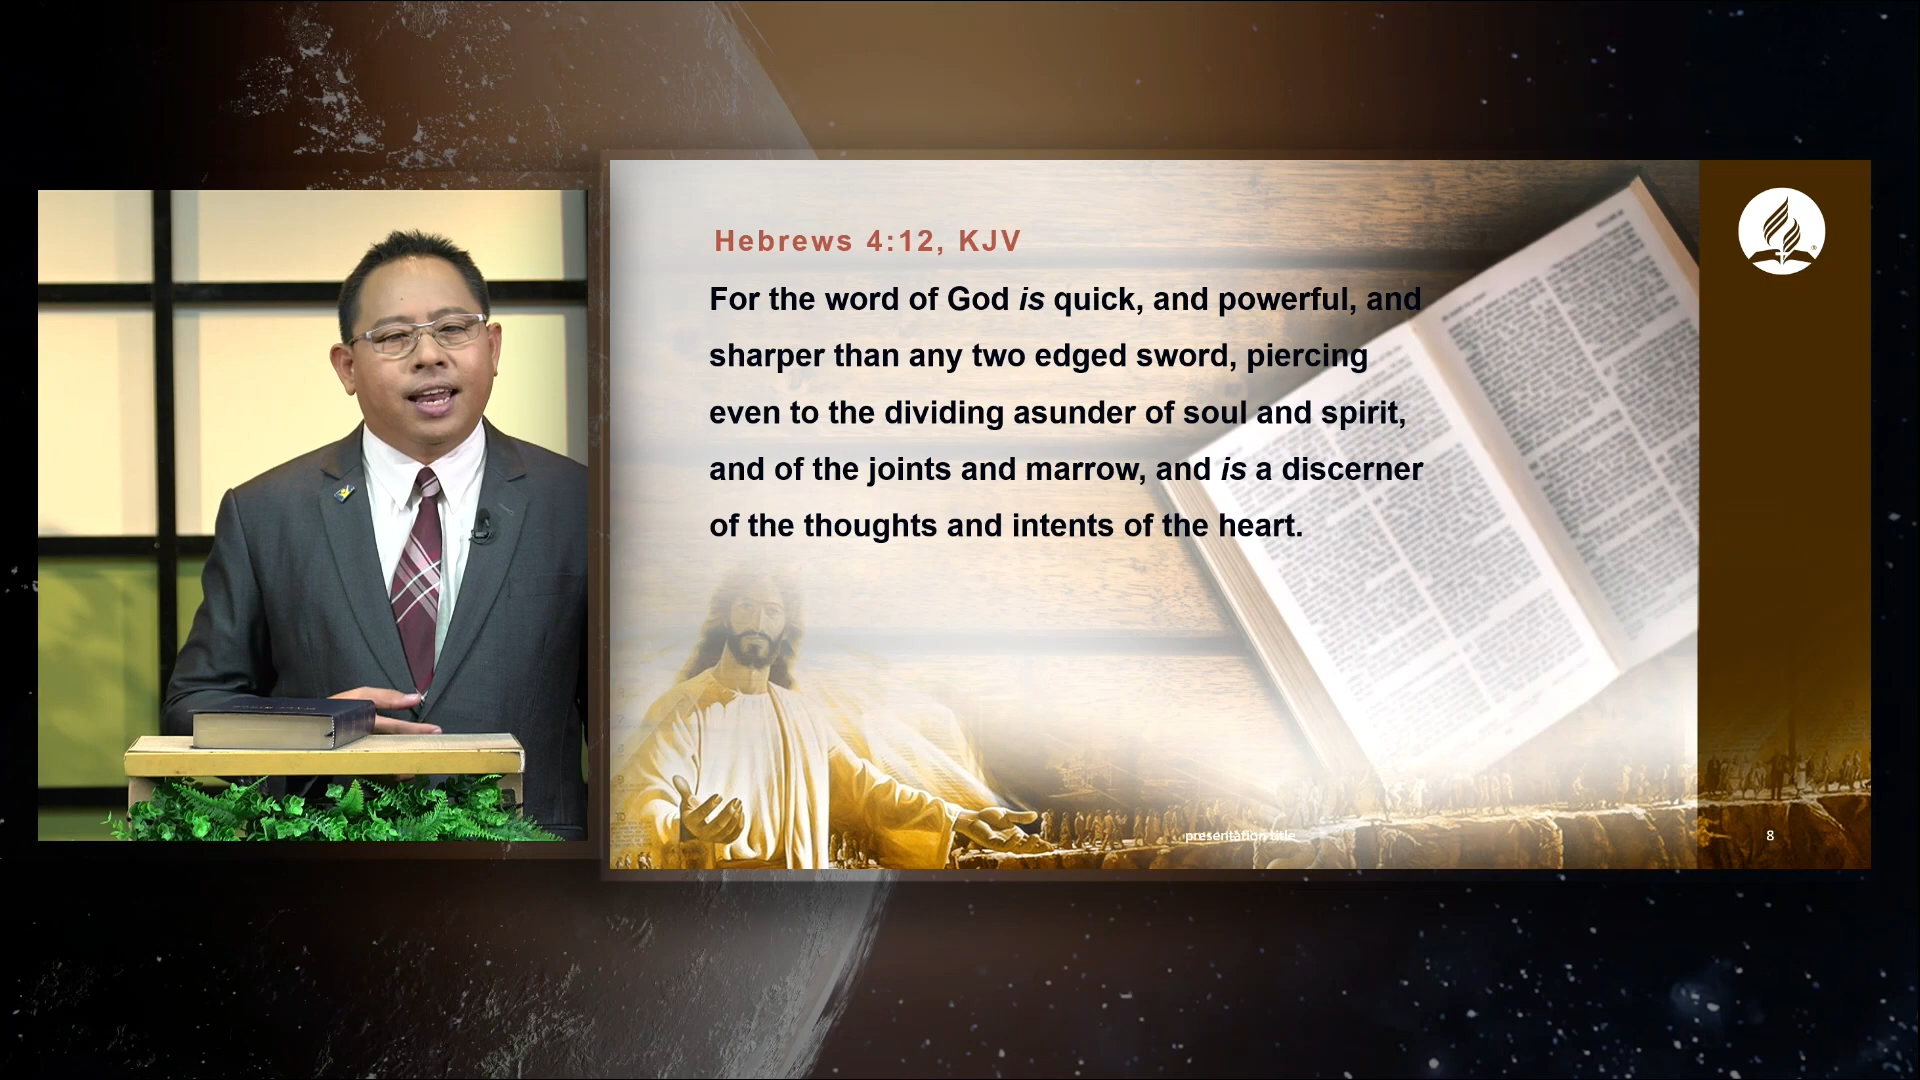 Hebrews 4:12, KJV
For the word of God is quick, and powerful, and
sharper than any two edged sword, piercing
even to the dividing asunder of soul and spirit,
and of the joints and marrow, and is a discerner
of the thoughts and intents of the heart.
presentation title
8